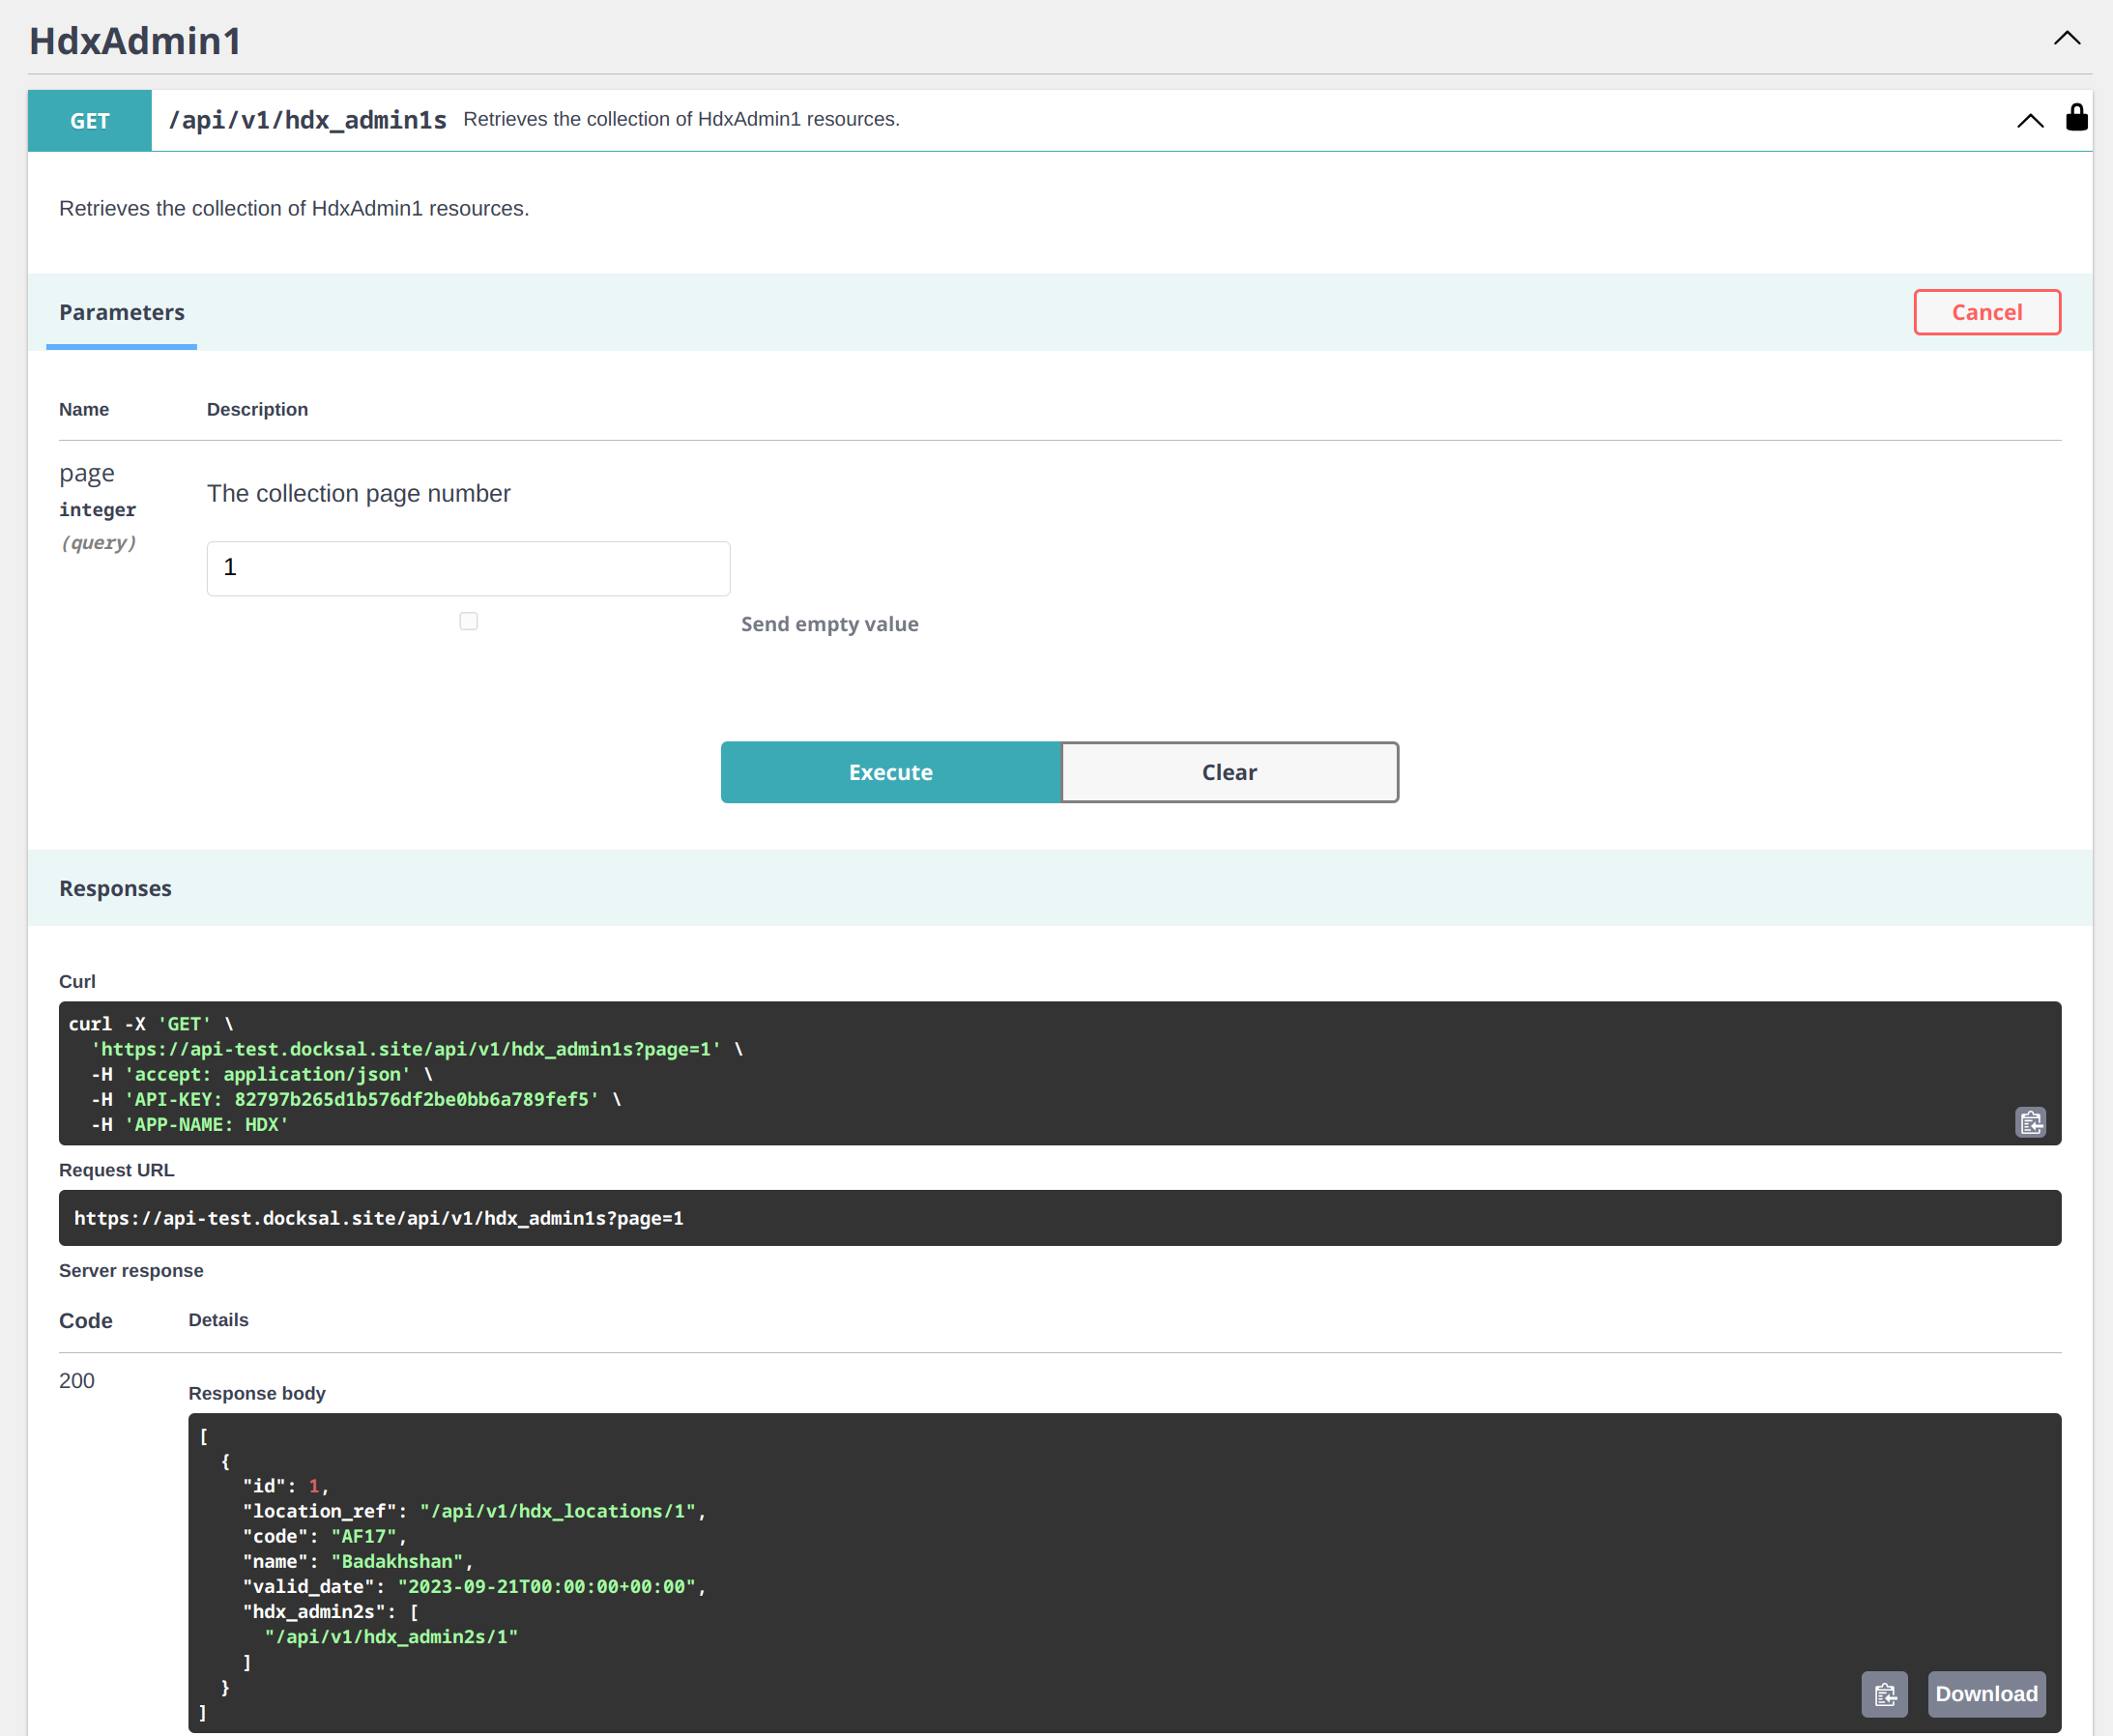 HdxAdmin1
GET /api/v1/hdx_admin1s Retrieves the collection of HdxAdmin1 resources.
Retrieves the collection of HdxAdmin1 resources.
Parameters Cancel
Name Description
page
The collection page number
integer
(query)
1
Send empty value
Execute Clear
Responses
Curl
curl -X 'GET' \
  'https://api-test.docksal.site/api/v1/hdx_admin1s?page=1' \
  -H 'accept: application/json' \
  -H 'API-KEY: 82797b265d1b576df2be0bb6a789fef5' \
  -H 'APP-NAME: HDX'
Request URL
https://api-test.docksal.site/api/v1/hdx_admin1s?page=1
Server response
Code Details
200
Response body
[
  {
    "id": 1,
    "location_ref": "/api/v1/hdx_locations/1",
    "code": "AF17",
    "name": "Badakhshan",
    "valid_date": "2023-09-21T00:00:00+00:00",
    "hdx_admin2s": [
      "/api/v1/hdx_admin2s/1"
    ]
  }
]
Download